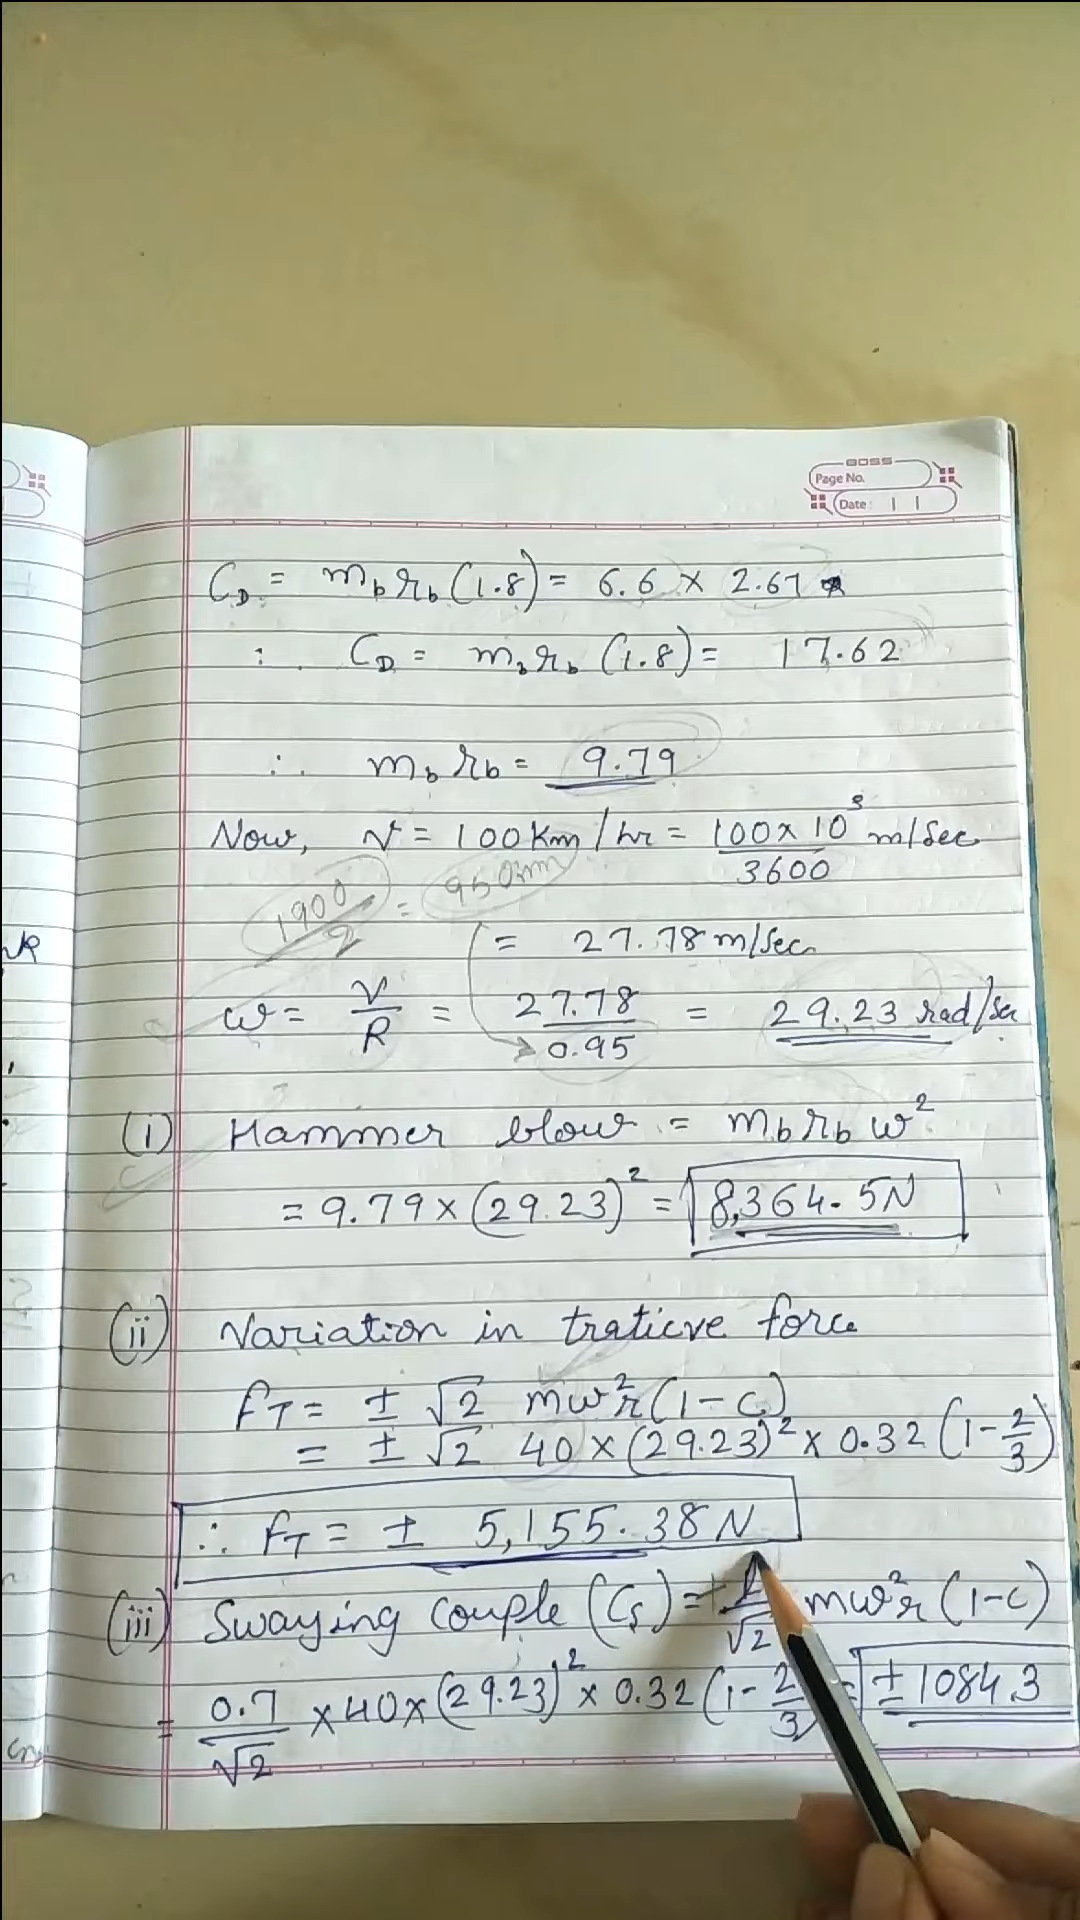 BOSS
Page No.
Date: | |
C_D = m_b r_b (1.8) = 6.6 × 2.67
∴ C_D = m_b r_b (1.8) = 17.62
∴ m_b r_b = 9.79
Now, V = 100 Km/hr = 100 × 10³/3600 m/sec
1900/2 = 950mm
= 27.78 m/sec
ω = V/R = 27.78/0.95 = 29.23 rad/sec
(i) Hammer blow = m_b r_b ω²
= 9.79 × (29.23)² = 8,364.5N
(ii) Variation in traticve force
F_T = ± √2 mω²r (1-c)
= ± √2 40 × (29.23)² × 0.32 (1-2/3)
∴ F_T = ± 5,155.38 N
(iii) Swaying couple (C_s) = ± /√2 mω²r (1-c)
= 0.7/√2 × 40 × (29.23)² × 0.32 (1-2/3) = ± 1084.3